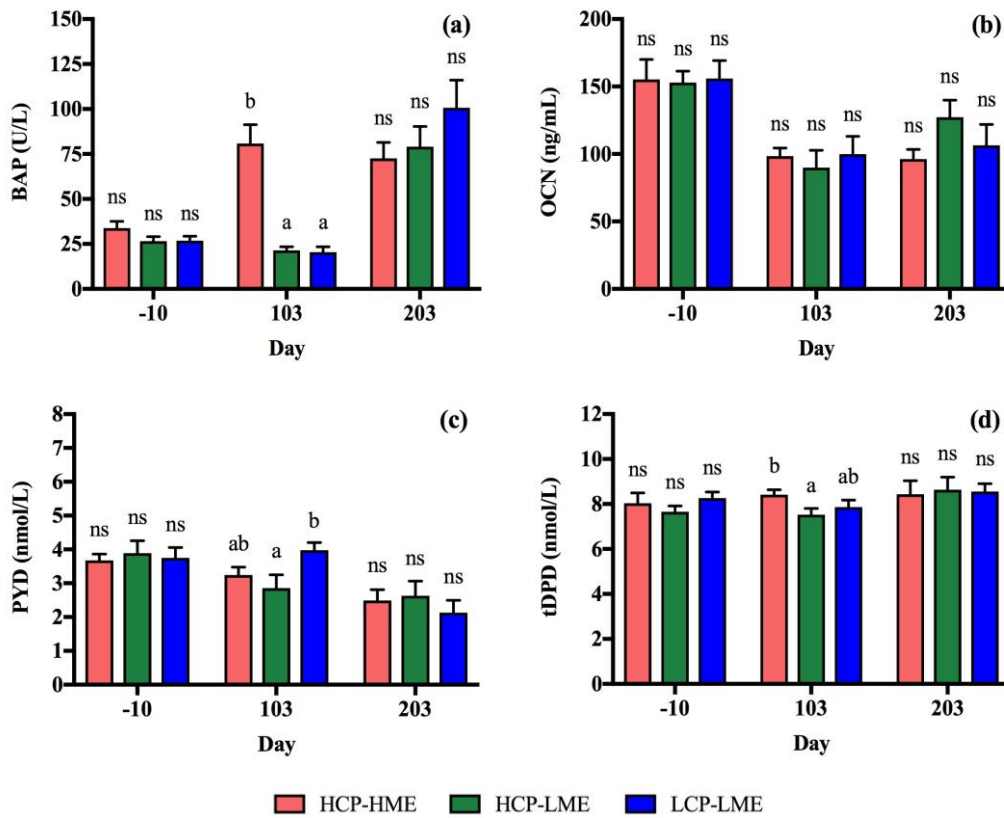 (a)
BAP (U/L)
150
125
100
75
50
25
0
ns ns ns
b a a
ns ns ns
-10 103 203
Day
(b)
OCN (ng/mL)
200
150
100
50
0
ns ns ns
ns ns ns
ns ns ns
-10 103 203
Day
(c)
PYD (nmol/L)
8
7
6
5
4
3
2
1
0
ns ns ns
ab a b
ns ns ns
-10 103 203
Day
(d)
tDPD (nmol/L)
12
10
8
6
4
2
0
ns ns ns
b a ab
ns ns ns
-10 103 203
Day
HCP-HME HCP-LME LCP-LME